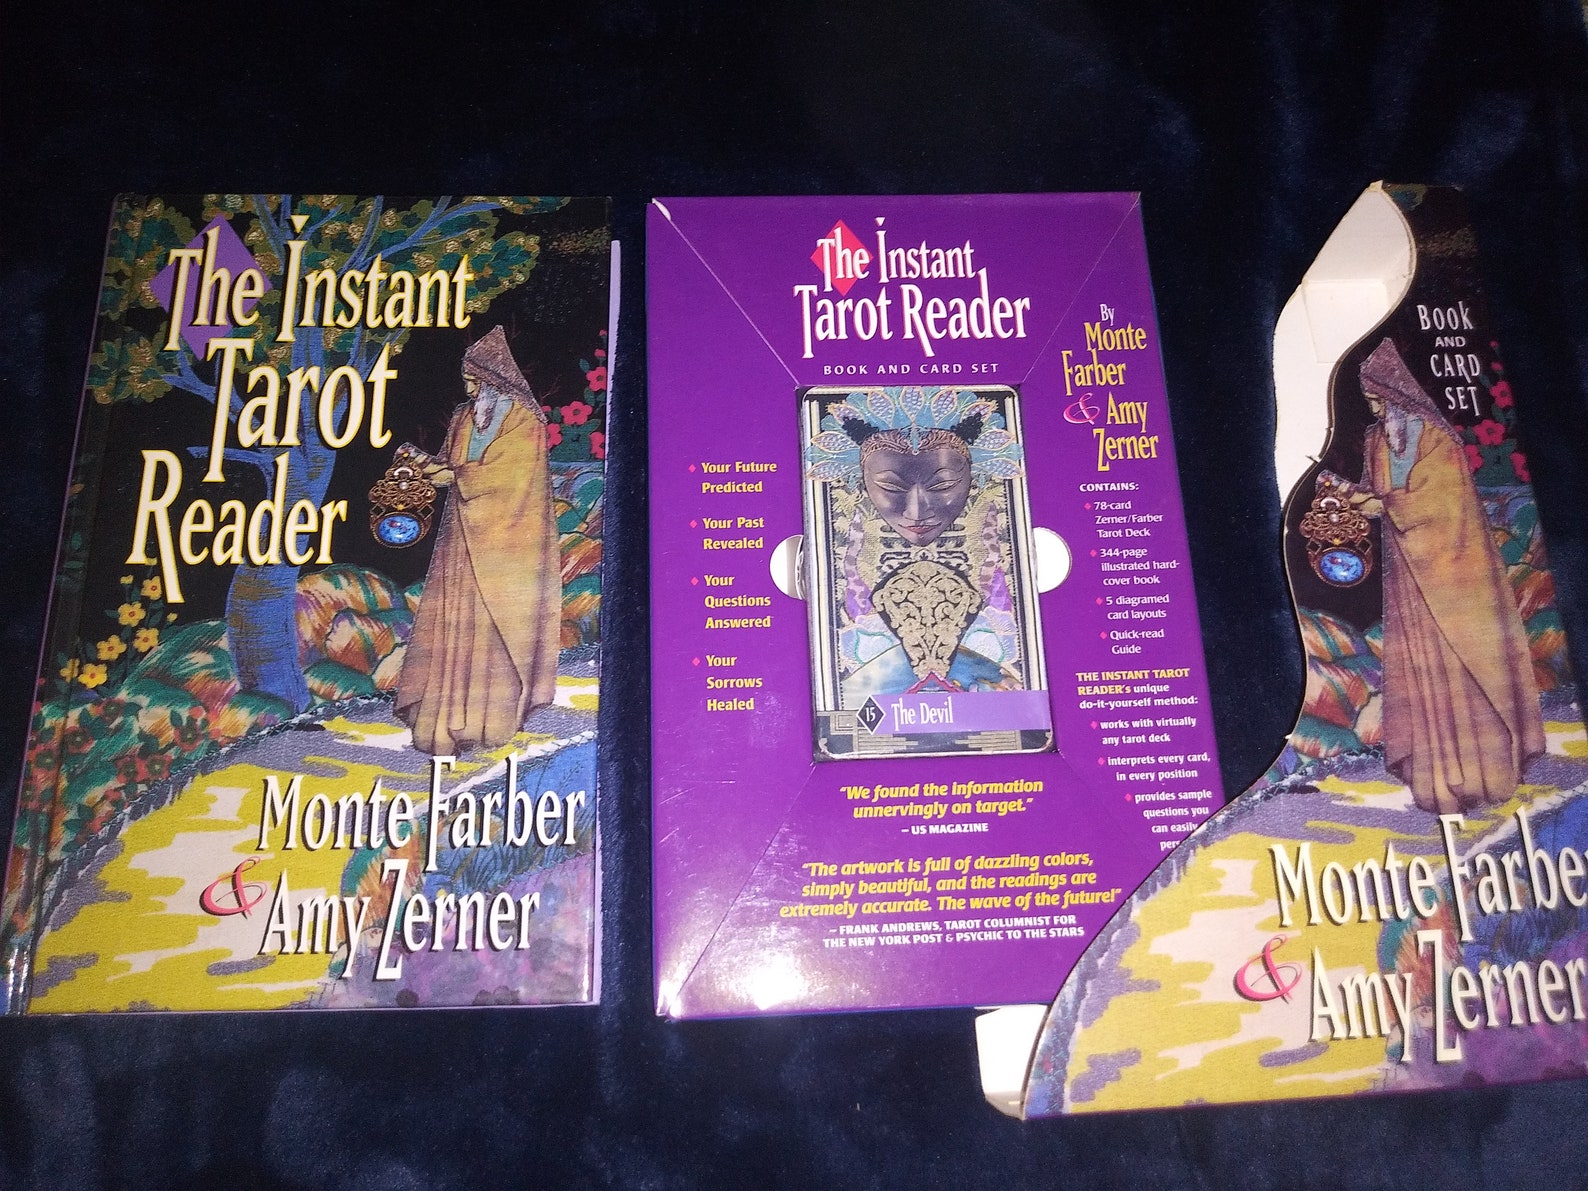 The Instant
Tarot
Reader
Monte Farber
& Amy Zerner
The Instant
Tarot Reader
BOOK AND CARD SET
By
Monte
Farber
& Amy
Zerner
Your Future
Predicted
Your Past
Revealed
Your
Questions
Answered
Your
Sorrows
Healed
CONTAINS:
78-card
Zerner/Farber
Tarot Deck
344-page
illustrated hard-
cover book
5 diagramed
card layouts
Quick-read
Guide
THE INSTANT TAROT
READER's unique
do-it-yourself method:
works with virtually
any tarot deck
interprets every card,
in every position
provides sample
questions you
can easily
15 The Devil
"We found the information
unnervingly on target."
– US MAGAZINE
"The artwork is full of dazzling colors,
simply beautiful, and the readings are
extremely accurate. The wave of the future!"
– FRANK ANDREWS, TAROT COLUMNIST FOR
THE NEW YORK POST & PSYCHIC TO THE STARS
BOOK
AND
CARD
SET
Monte Farbe
& Amy Zerner